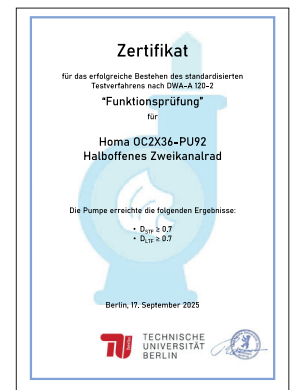 Zertifikat
für das erfolgreiche Bestehen des standardisierten
Testverfahrens nach DWA-A 120-2
"Funktionsprüfung"
für
Homa OC2X36-PU92
Halboffenes Zweikanalrad
Die Pumpe erreichte die folgenden Ergebnisse:
• D_STF ≥ 0,7
• D_LTF ≥ 0.7
Berlin, 17. September 2025
TECHNISCHE
UNIVERSITÄT
BERLIN